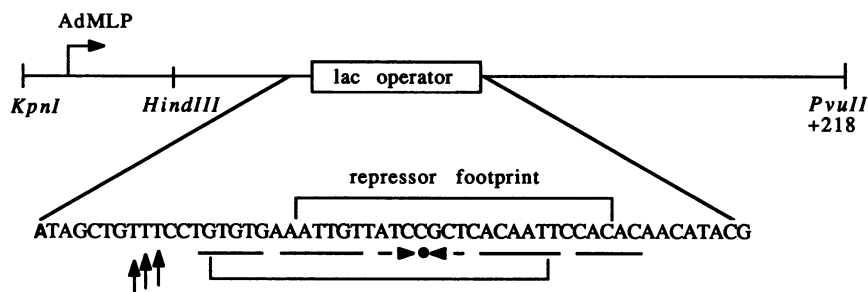 AdMLP
lac operator
KpnI
HindIII
PvuII
+218
repressor footprint
ATAGCTGTTTCCTGTGTGAAATTGTTATCCGCTCACAATTCCACACAACATACG